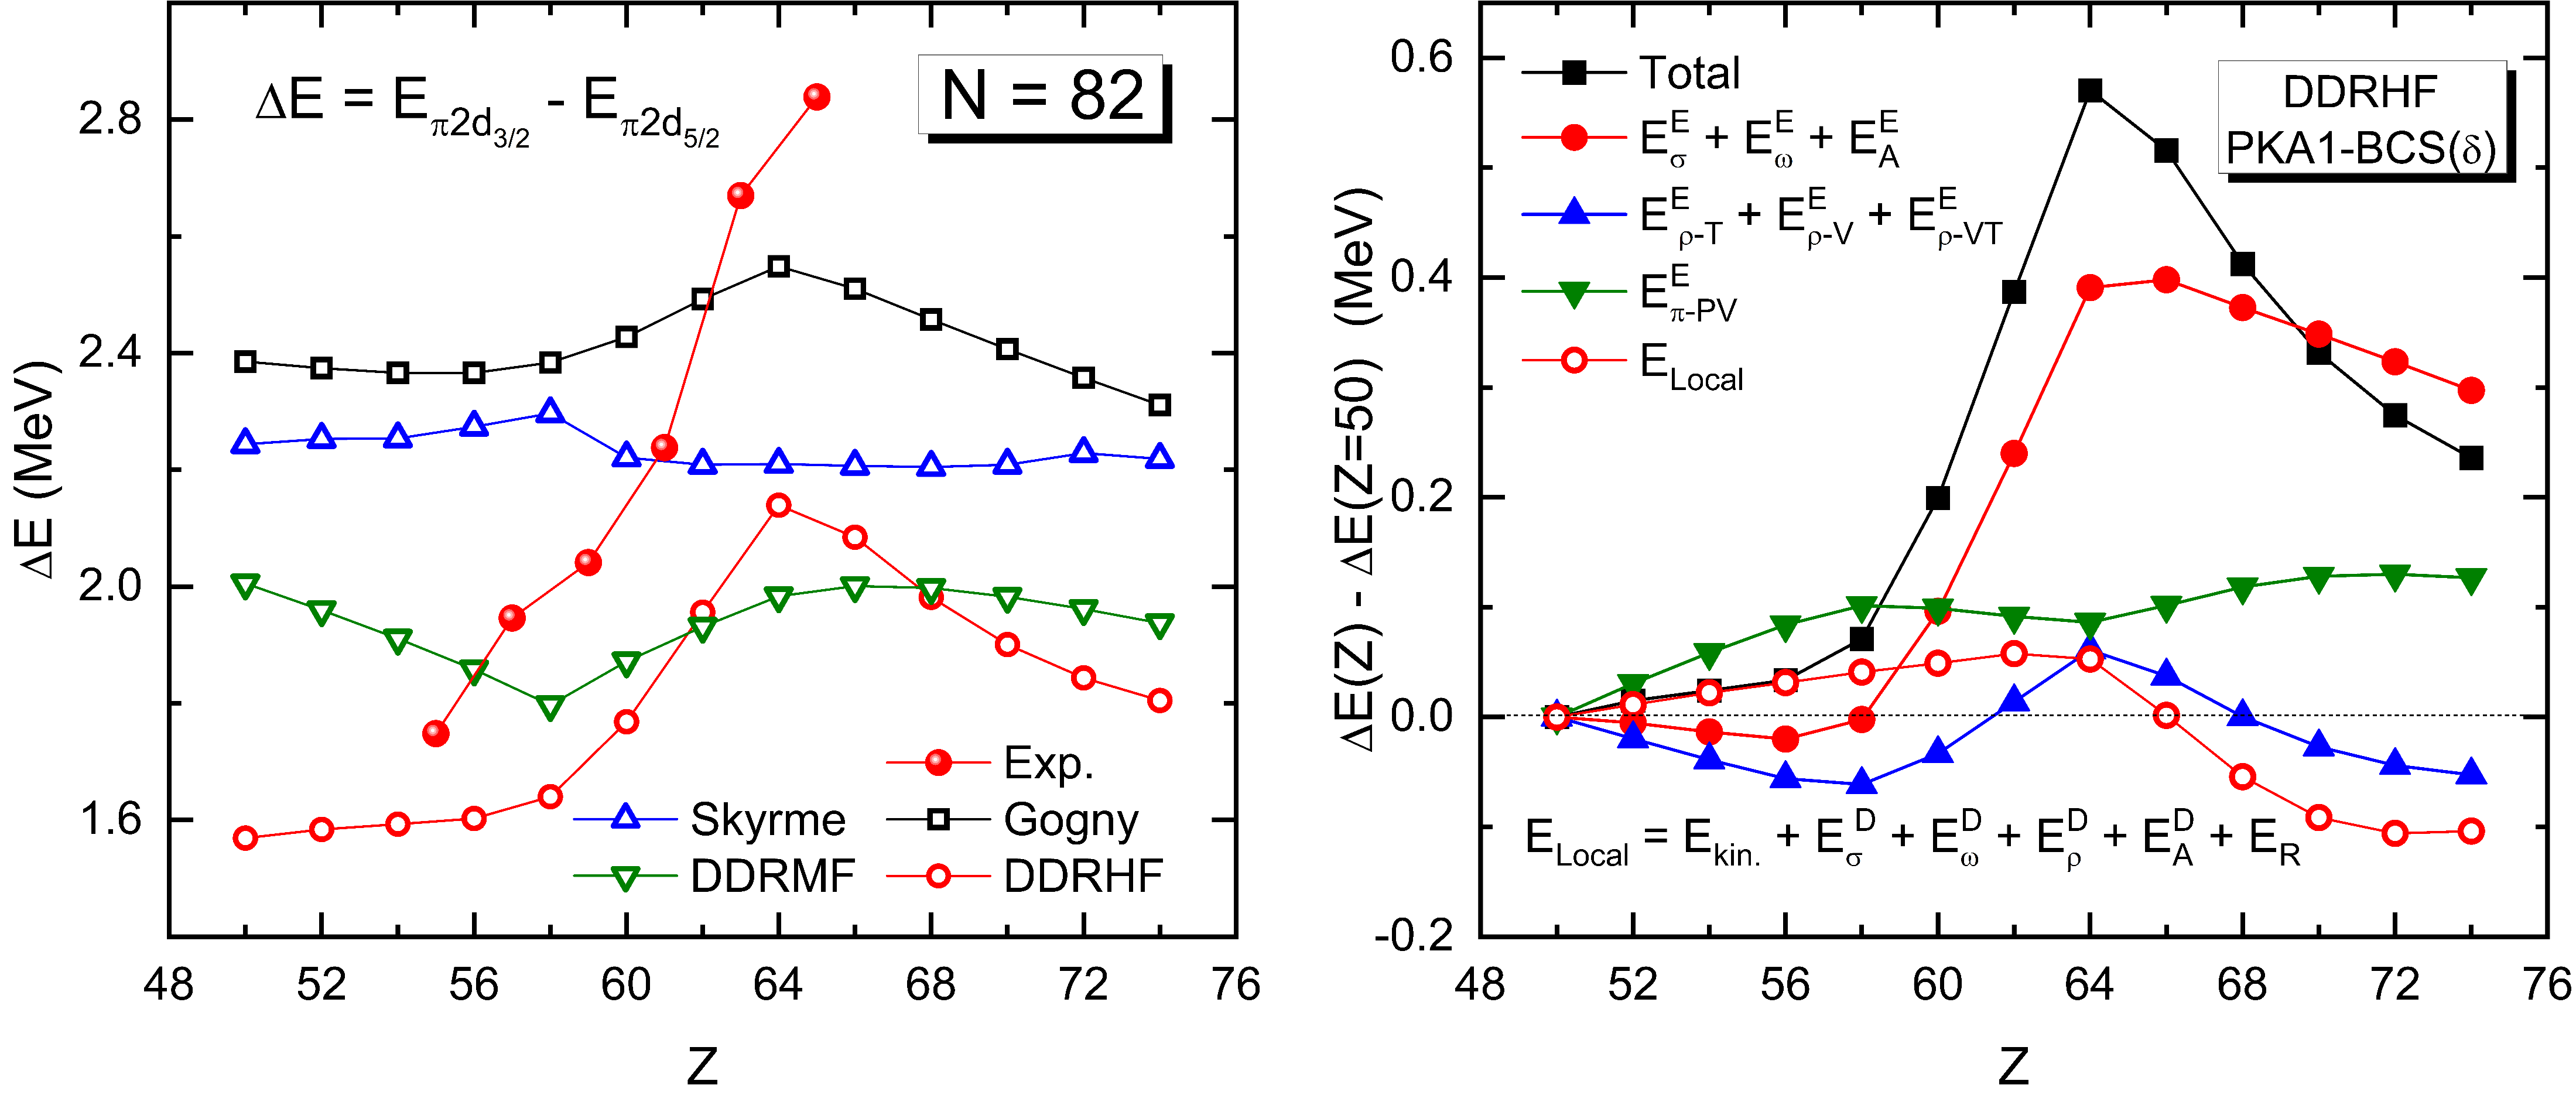 ΔE = E_π2d3/2 - E_π2d5/2
N = 82
2.8
2.4
2.0
1.6
ΔE (MeV)
Exp.
Skyrme
Gogny
DDRMF
DDRHF
48
52
56
60
64
68
72
76
Z
Total
E^E_σ + E^E_ω + E^E_A
E^E_ρ-T + E^E_ρ-V + E^E_ρ-VT
E^E_π-PV
E_Local
DDRHF
PKA1-BCS(δ)
0.6
0.4
0.2
0.0
-0.2
ΔE(Z) - ΔE(Z=50) (MeV)
E_Local = E_kin. + E^D_σ + E^D_ω + E^D_ρ + E^D_A + E_R
48
52
56
60
64
68
72
76
Z